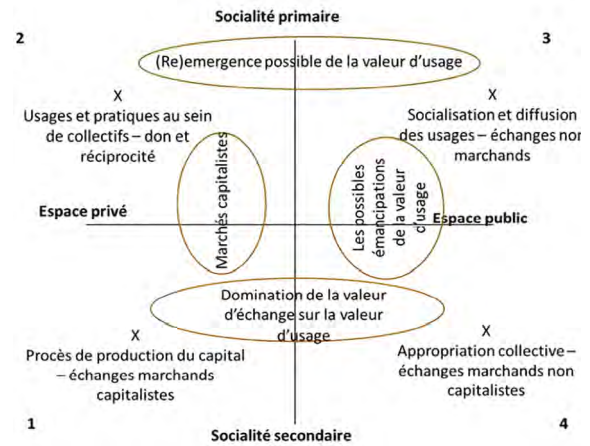 Socialité primaire
2
3
(Re)emergence possible de la valeur d'usage
X
Usages et pratiques au sein
de collectifs – don et
réciprocité
X
Socialisation et diffusion
des usages – échanges non
marchands
Marchés capitalistes
Les possibles
émancipations
de la valeur
d'usage
Espace privé
Espace public
Domination de la valeur
d'échange sur la valeur
d'usage
X
Procès de production du capital
– échanges marchands
capitalistes
X
Appropriation collective –
échanges marchands non
capitalistes
1
4
Socialité secondaire